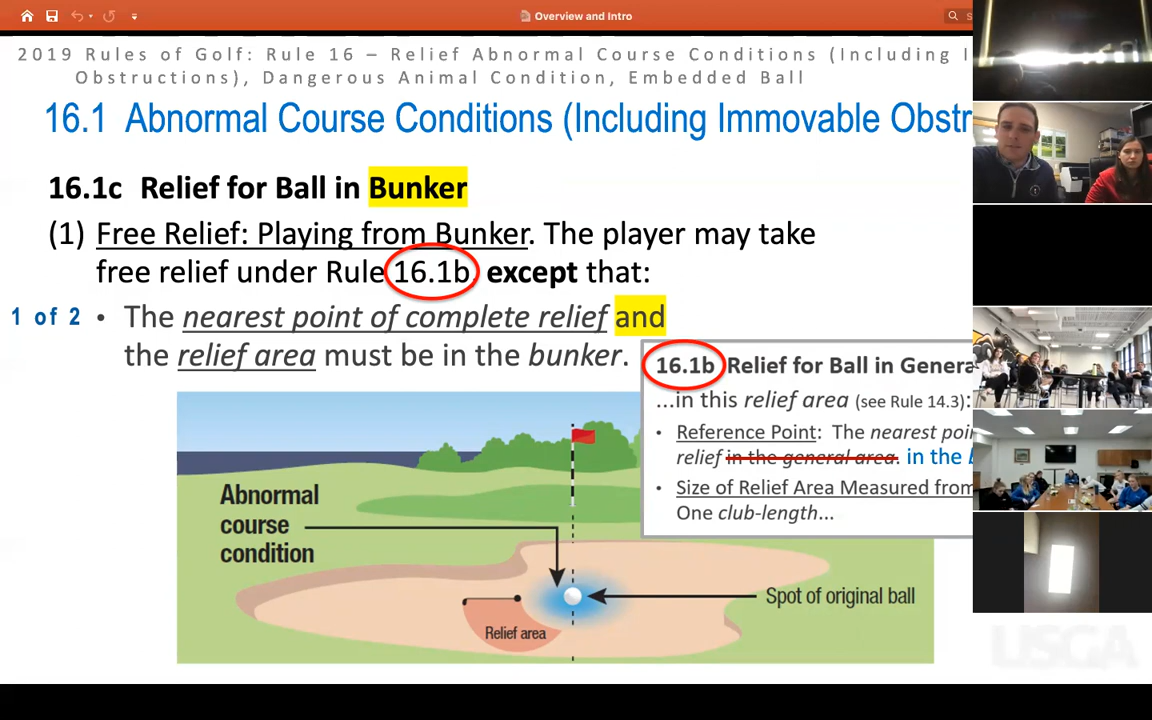 Overview and Intro
S
2019 Rules of Golf: Rule 16 – Relief Abnormal Course Conditions (Including I
Obstructions), Dangerous Animal Condition, Embedded Ball
16.1 Abnormal Course Conditions (Including Immovable Obstr
16.1c Relief for Ball in Bunker
(1) Free Relief: Playing from Bunker. The player may take
free relief under Rule 16.1b except that:
1 of 2 • The nearest point of complete relief and
the relief area must be in the bunker.
16.1b Relief for Ball in Genera
...in this relief area (see Rule 14.3):
• Reference Point: The nearest poi
relief in the general area. in the b
• Size of Relief Area Measured from
One club-length...
Abnormal
course
condition
Spot of original ball
Relief area
USGA